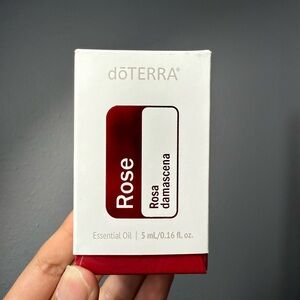 dōTERRA®
Rose
Rosa
damascena
Essential Oil | 5 mL/0.16 fl. oz.